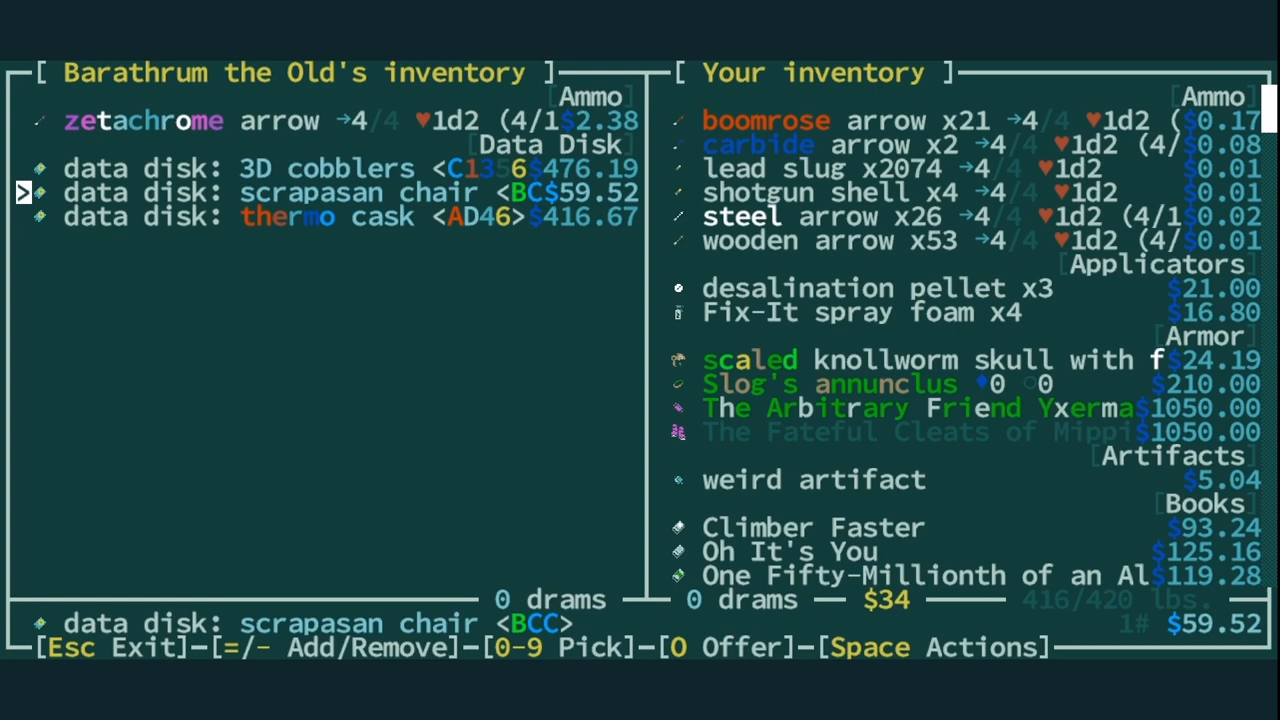 [ Barathrum the Old's inventory ]
[Ammo]
zetachrome arrow →4/4 ♥1d2 (4/1$2.38
[Data Disk]
data disk: 3D cobblers <C1356$476.19
> data disk: scrapasan chair <BC$59.52
data disk: thermo cask <AD46>$416.67
0 drams
data disk: scrapasan chair <BCC>
[ Your inventory ]
[Ammo]
boomrose arrow x21 →4/4 ♥1d2 ($0.17
carbide arrow x2 →4/4 ♥1d2 (4/$0.08
lead slug x2074 →4/4 ♥1d2 $0.01
shotgun shell x4 →4/4 ♥1d2 $0.01
steel arrow x26 →4/4 ♥1d2 (4/1$0.02
wooden arrow x53 →4/4 ♥1d2 (4/$0.01
[Applicators]
desalination pellet x3 $21.00
Fix-It spray foam x4 $16.80
[Armor]
scaled knollworm skull with f$24.19
Slog's annunclus ♦0 ○0 $210.00
The Arbitrary Friend Yxerma$1050.00
The Fateful Cleats of Mippi$1050.00
[Artifacts]
weird artifact $5.04
[Books]
Climber Faster $93.24
Oh It's You $125.16
One Fifty-Millionth of an Al$119.28
0 drams — $34 — 416/420 lbs.
1# $59.52
[Esc Exit]-[=/- Add/Remove]-[0-9 Pick]-[O Offer]-[Space Actions]